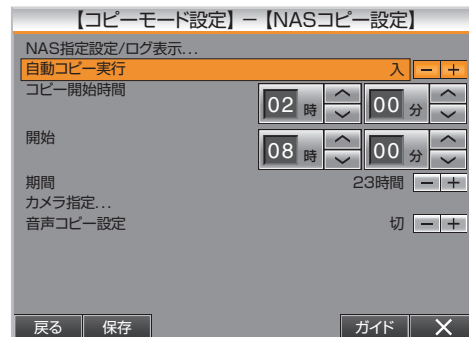 【コピーモード設定】－【NASコピー設定】
NAS指定設定/ログ表示...
自動コピー実行 入 － ＋
コピー開始時間 02 時 00 分
開始 08 時 00 分
期間 23時間 － ＋
カメラ指定...
音声コピー設定 切 － ＋
戻る 保存 ガイド ×